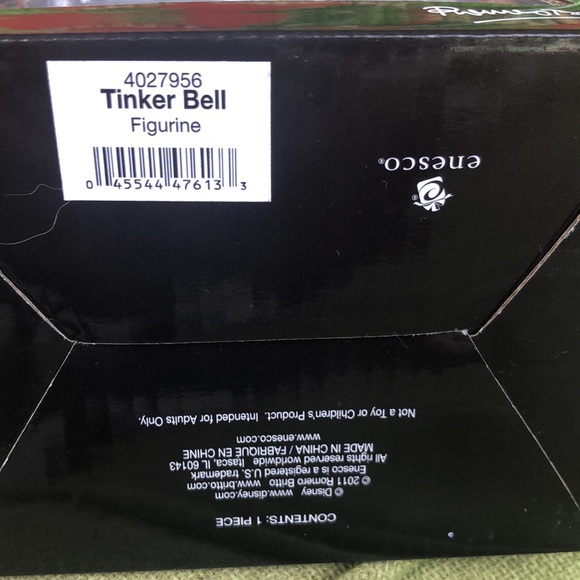 4027956
Tinker Bell
Figurine
0 45544 47613 3
enesco®
CONTENTS: 1 PIECE
© Disney www.disney.com
© 2011 Romero Britto www.britto.com
Enesco is a registered U.S. trademark
All rights reserved worldwide Itasca, IL 60143
MADE IN CHINA / FABRIQUE EN CHINE
www.enesco.com
Not a Toy or Children's Product. Intended for Adults Only.